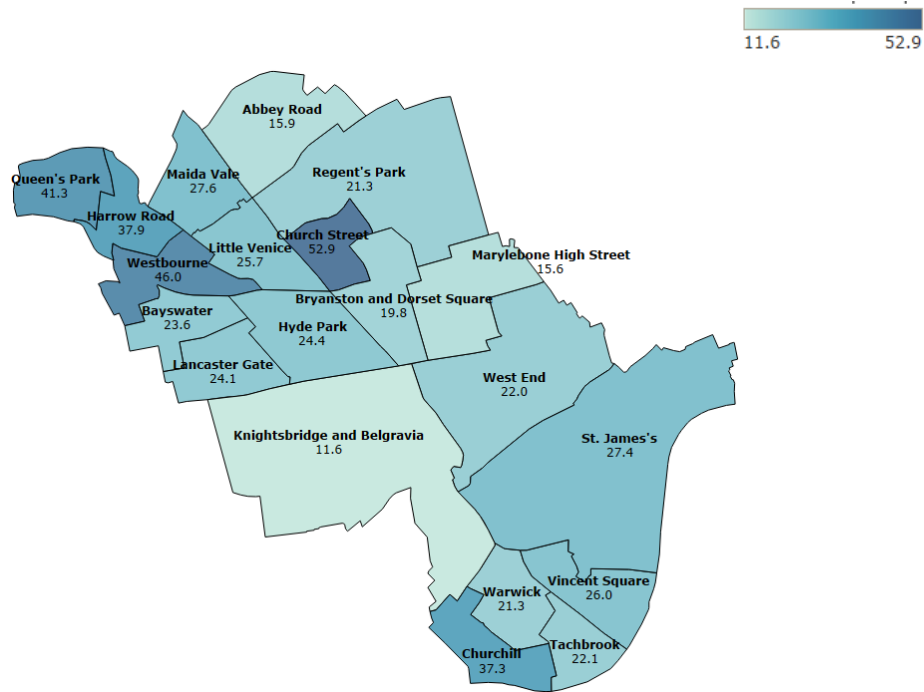 11.6
52.9
Abbey Road
15.9
Maida Vale
27.6
Regent's Park
21.3
Queen's Park
41.3
Harrow Road
37.9
Church Street
52.9
Little Venice
25.7
Marylebone High Street
15.6
Westbourne
46.0
Bryanston and Dorset Square
19.8
Bayswater
23.6
Hyde Park
24.4
Lancaster Gate
24.1
West End
22.0
Knightsbridge and Belgravia
11.6
St. James's
27.4
Vincent Square
26.0
Warwick
21.3
Tachbrook
22.1
Churchill
37.3